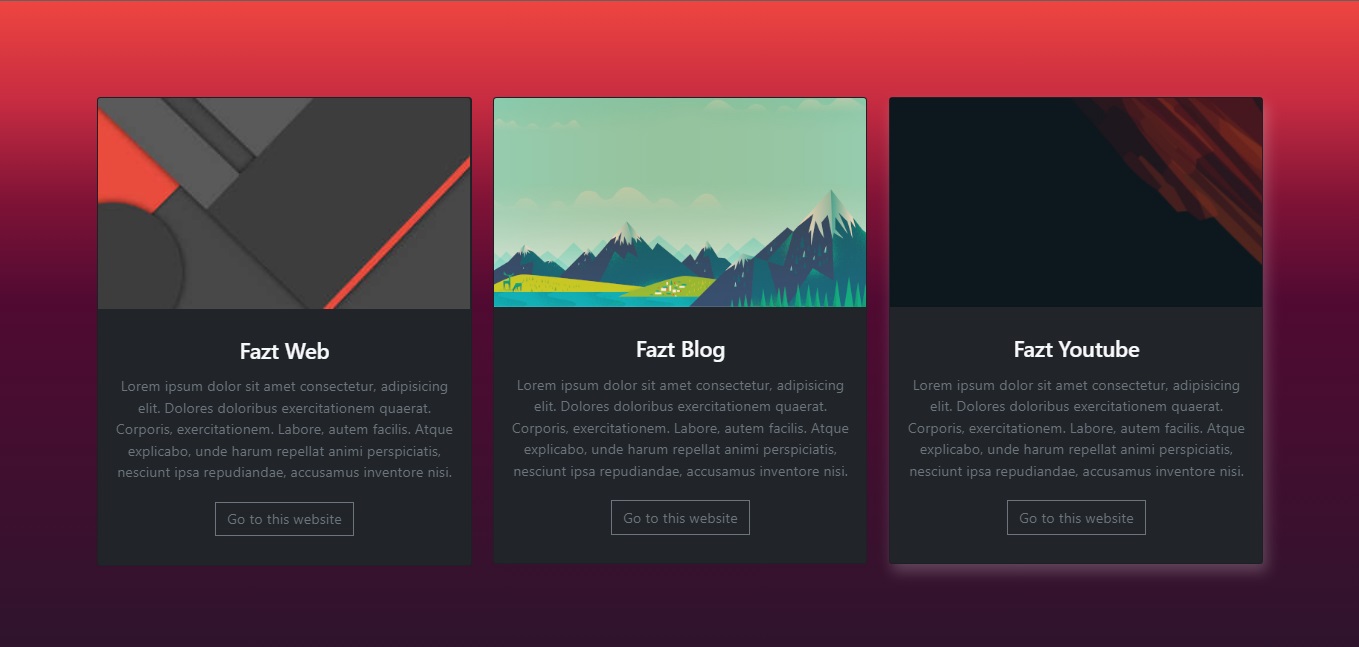 Fazt Web
Lorem ipsum dolor sit amet consectetur, adipisicing
elit. Dolores doloribus exercitationem quaerat.
Corporis, exercitationem. Labore, autem facilis. Atque
explicabo, unde harum repellat animi perspiciatis,
nesciunt ipsa repudiandae, accusamus inventore nisi.
Go to this website
Fazt Blog
Lorem ipsum dolor sit amet consectetur, adipisicing
elit. Dolores doloribus exercitationem quaerat.
Corporis, exercitationem. Labore, autem facilis. Atque
explicabo, unde harum repellat animi perspiciatis,
nesciunt ipsa repudiandae, accusamus inventore nisi.
Go to this website
Fazt Youtube
Lorem ipsum dolor sit amet consectetur, adipisicing
elit. Dolores doloribus exercitationem quaerat.
Corporis, exercitationem. Labore, autem facilis. Atque
explicabo, unde harum repellat animi perspiciatis,
nesciunt ipsa repudiandae, accusamus inventore nisi.
Go to this website